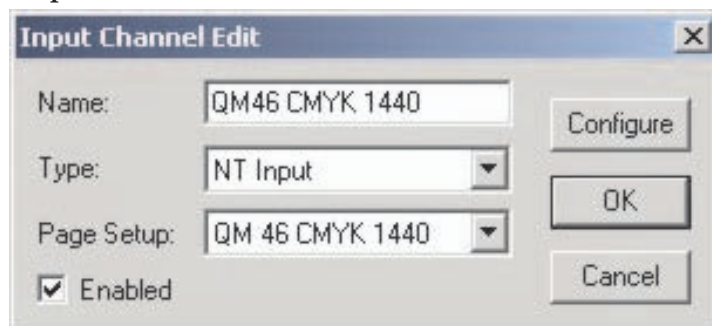 Input Channel Edit
Name: QM46 CMYK 1440
Configure
Type: NT Input
OK
Page Setup: QM 46 CMYK 1440
Enabled
Cancel